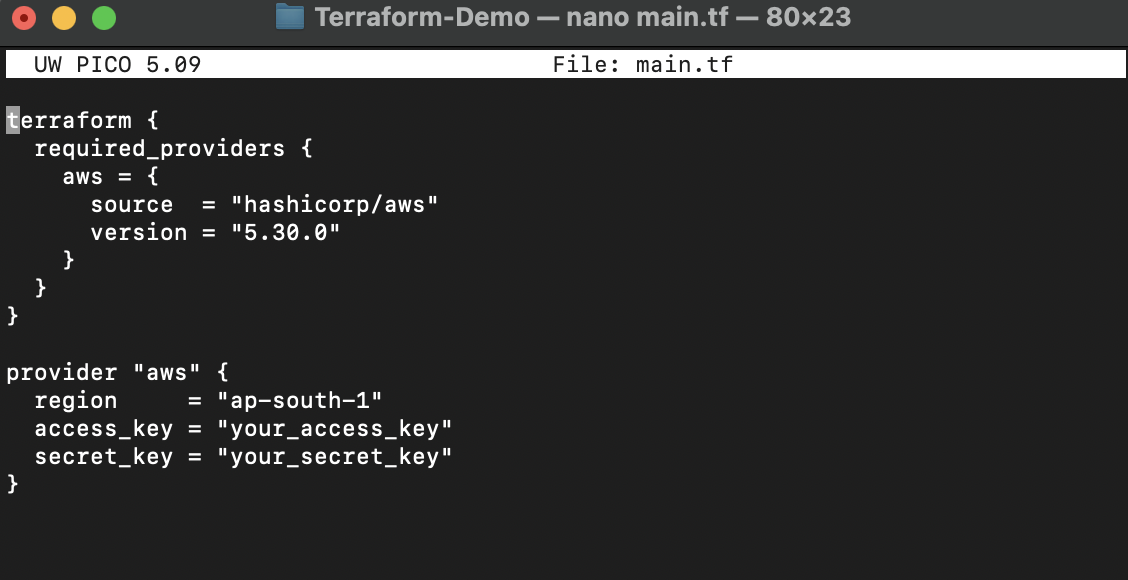 Terraform-Demo — nano main.tf — 80×23
UW PICO 5.09 File: main.tf
terraform {
  required_providers {
    aws = {
      source  = "hashicorp/aws"
      version = "5.30.0"
    }
  }
}
provider "aws" {
  region     = "ap-south-1"
  access_key = "your_access_key"
  secret_key = "your_secret_key"
}